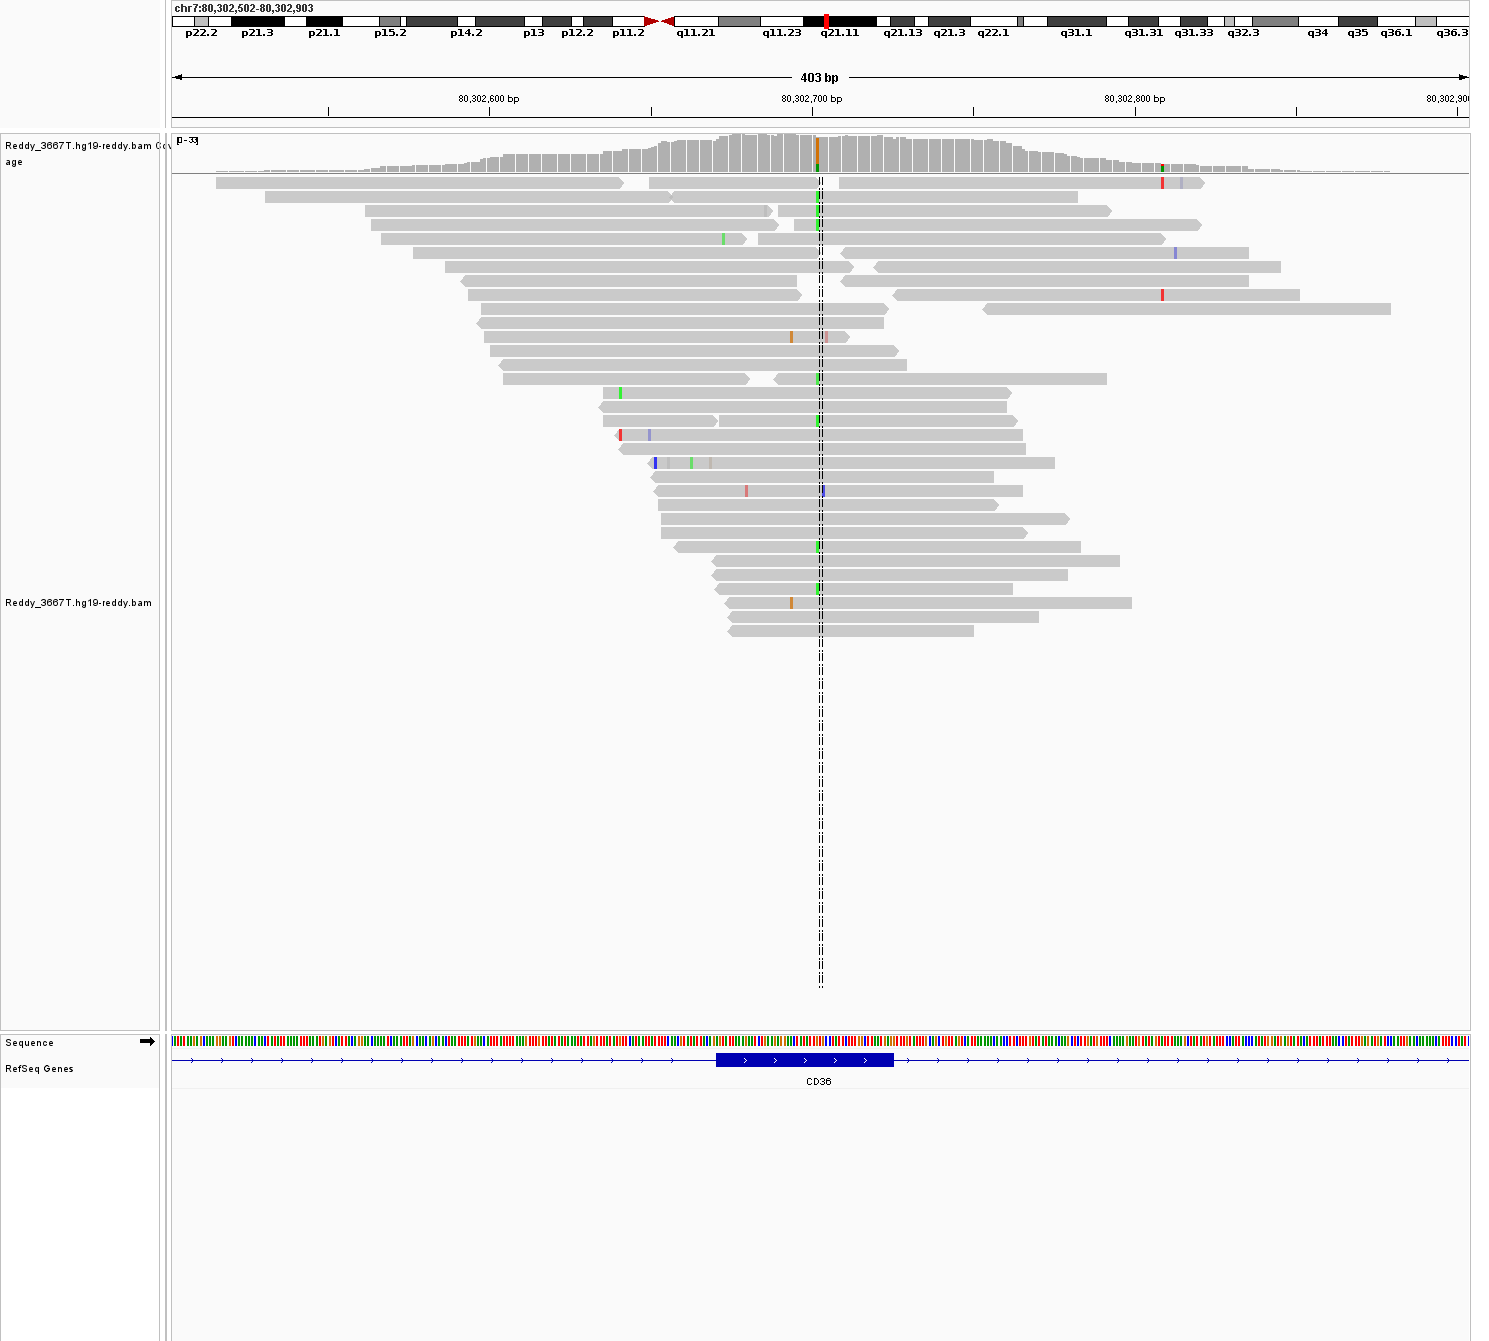 chr7:80,302,502-80,302,903
p22.2 p21.3 p21.1 p15.2 p14.2 p13 p12.2 p11.2 q11.21 q11.23 q21.11 q21.13 q21.3 q22.1 q31.1 q31.31 q31.33 q32.3 q34 q35 q36.1 q36.3
403 bp
80,302,600 bp 80,302,700 bp 80,302,800 bp 80,302,900
Reddy_3667T.hg19-reddy.bam Cov
age
[0 - 33]
Reddy_3667T.hg19-reddy.bam
Sequence
RefSeq Genes
CD36